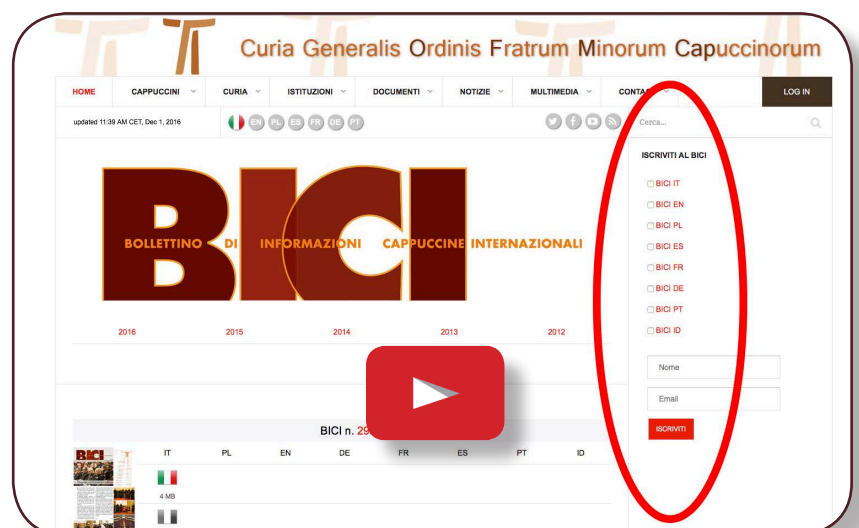 Curia Generalis Ordinis Fratrum Minorum Capuccinorum
HOME CAPPUCCINI CURIA ISTITUZIONI DOCUMENTI NOTIZIE MULTIMEDIA LOG IN
updated 11:39 AM CET, Dec 1, 2016 EN PL ES FR DE PT Cerca...
ISCRIVITI AL BICI
BICI IT
BICI EN
BICI PL
BICI ES
BICI FR
BICI DE
BICI PT
BICI ID
Nome
Email
ISCRIVITI
BICI
BOLLETTINO DI INFORMAZIONI CAPPUCCINE INTERNAZIONALI
2016 2015 2014 2013 2012
BICI n.
BICI
IT PL EN DE FR ES PT ID
4 MB